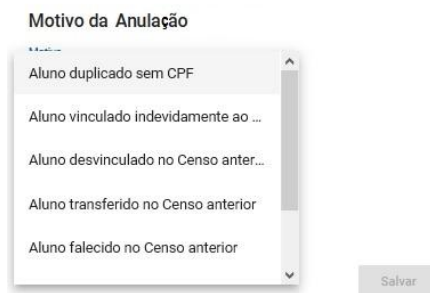 Motivo da Anulação
Motivo
Aluno duplicado sem CPF
Aluno vinculado indevidamente ao ...
Aluno desvinculado no Censo anter...
Aluno transferido no Censo anterior
Aluno falecido no Censo anterior
Salvar